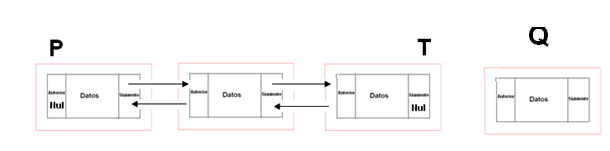 P T Q
Anterior Datos Siguiente Anterior Datos Siguiente Anterior Datos Siguiente Anterior Datos Siguiente
Nul Nul